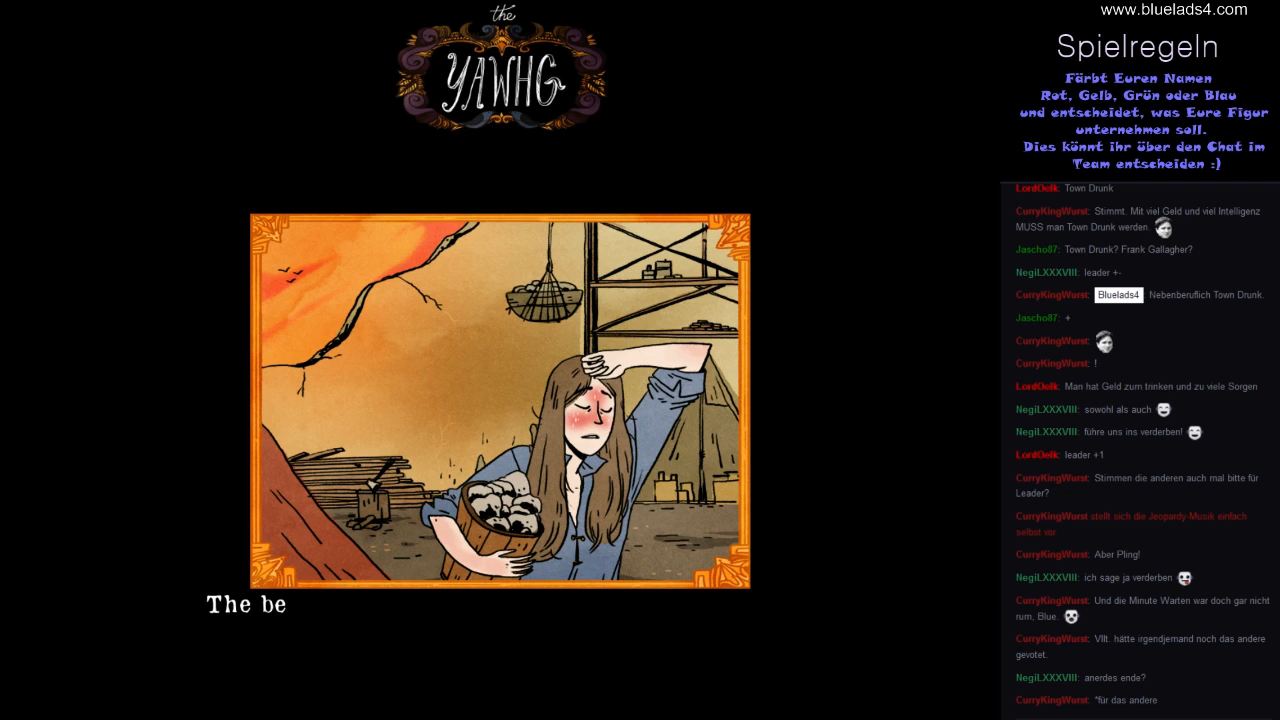 the
YAWHG
The be
www.bluelads4.com
Spielregeln
Färbt Euren Namen
Rot, Gelb, Grün oder Blau
und entscheidet, was Eure Figur
unternehmen soll.
Dies könnt ihr über den Chat im
Team entscheiden :)
LordOelk: Town Drunk
CurryKingWurst: Stimmt. Mit viel Geld und viel Intelligenz
MUSS man Town Drunk werden.
Jascho87: Town Drunk? Frank Gallagher?
NegiLXXXVIII: leader +-
CurryKingWurst: Bluelads4 Nebenberuflich Town Drunk.
Jascho87: +
CurryKingWurst:
CurryKingWurst: !
LordOelk: Man hat Geld zum trinken und zu viele Sorgen
NegiLXXXVIII: sowohl als auch
NegiLXXXVIII: führe uns ins verderben!
LordOelk: leader +1
CurryKingWurst: Stimmen die anderen auch mal bitte für
Leader?
CurryKingWurst stellt sich die Jeopardy-Musik einfach
selbst vor
CurryKingWurst: Aber Pling!
NegiLXXXVIII: ich sage ja verderben
CurryKingWurst: Und die Minute Warten war doch gar nicht
rum, Blue.
CurryKingWurst: Vllt. hätte irgendjemand noch das andere
gevotet.
NegiLXXXVIII: anerdes ende?
CurryKingWurst: *für das andere